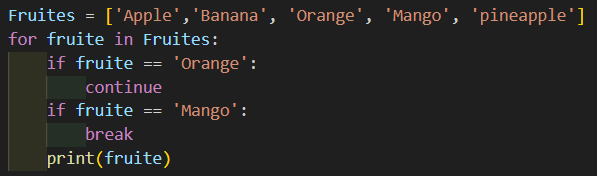 Fruites = ['Apple','Banana', 'Orange', 'Mango', 'pineapple']
for fruite in Fruites:
    if fruite == 'Orange':
        continue
    if fruite == 'Mango':
        break
    print(fruite)